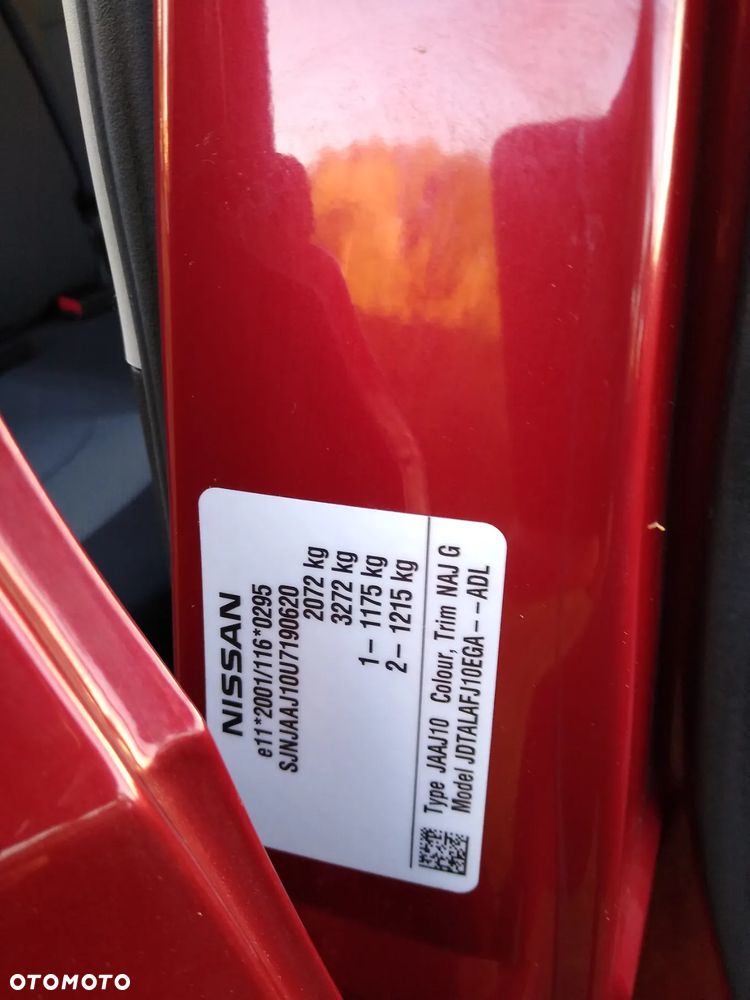 NISSAN
e11*2001/116*0295
SJNJAAJ10U7190620
2072 kg
3272 kg
1- 1175 kg
2- 1215 kg
Type JAAJ10 Colour, Trim NAJ G
Model JDTALAFJ10EGA--ADL
OTOMOTO